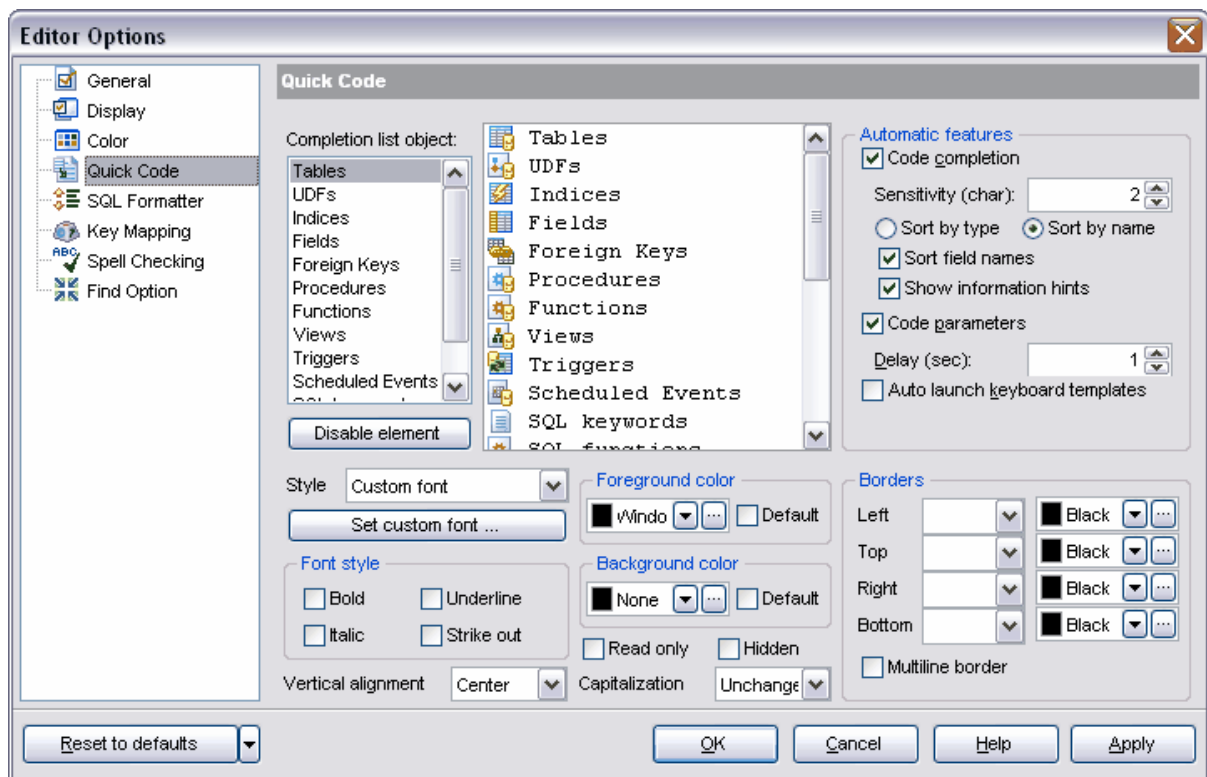 Editor Options
General
Display
Color
Quick Code
SQL Formatter
Key Mapping
ABC
Spell Checking
Find Option
Quick Code
Completion list object:
Tables
UDFs
Indices
Fields
Foreign Keys
Procedures
Functions
Views
Triggers
Scheduled Events
Disable element
Tables
UDFs
Indices
Fields
Foreign Keys
Procedures
Functions
Views
Triggers
Scheduled Events
SQL keywords
SQL functions
Automatic features
Code completion
Sensitivity (char): 2
Sort by type Sort by name
Sort field names
Show information hints
Code parameters
Delay (sec): 1
Auto launch keyboard templates
Style Custom font
Set custom font ...
Font style
Bold Underline
Italic Strike out
Vertical alignment Center
Foreground color
Windo ... Default
Background color
None ... Default
Read only Hidden
Capitalization Unchange
Borders
Left Black ...
Top Black ...
Right Black ...
Bottom Black ...
Multiline border
Reset to defaults OK Cancel Help Apply